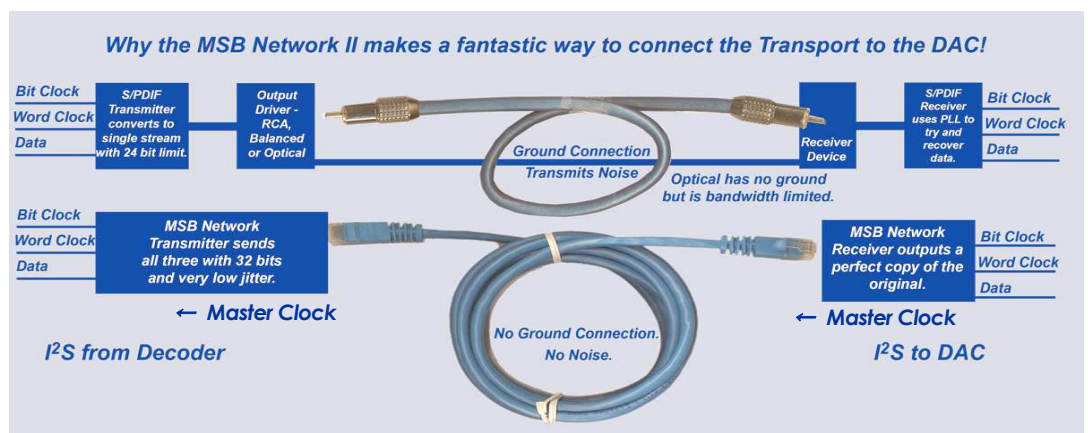 Why the MSB Network II makes a fantastic way to connect the Transport to the DAC!
Bit Clock
Word Clock
Data
S/PDIF
Transmitter
converts to
single stream
with 24 bit limit.
Output
Driver -
RCA,
Balanced
or Optical
Ground Connection
Transmits Noise
Optical has no ground
but is bandwidth limited.
Receiver
Device
S/PDIF
Receiver
uses PLL to
try and
recover
data.
Bit Clock
Word Clock
Data
Bit Clock
Word Clock
Data
MSB Network
Transmitter sends
all three with 32 bits
and very low jitter.
← Master Clock
I²S from Decoder
No Ground Connection.
No Noise.
MSB Network
Receiver outputs a
perfect copy of the
original.
Bit Clock
Word Clock
Data
← Master Clock
I²S to DAC